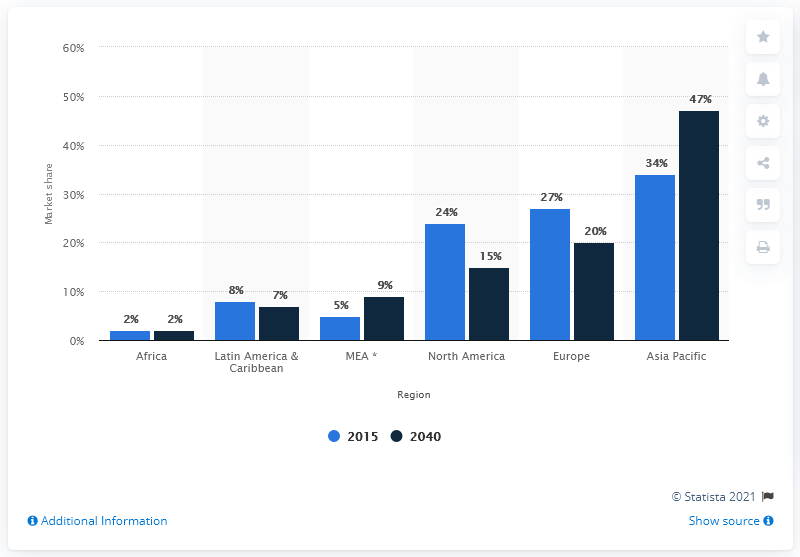 60%
50%
40%
30%
20%
10%
0%
Market share
2%
2%
8%
7%
5%
9%
24%
15%
27%
20%
34%
47%
Africa
Latin America &
Caribbean
MEA *
North America
Europe
Asia Pacific
Region
2015
2040
© Statista 2021
Additional Information
Show source